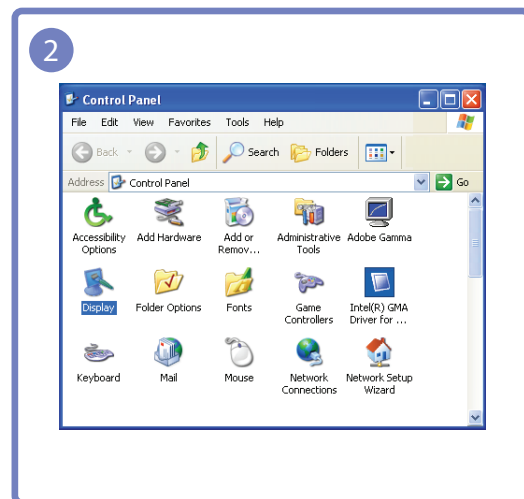 2
Control Panel
File Edit View Favorites Tools Help
Back Search Folders
Address Control Panel Go
Accessibility Options
Add Hardware
Add or Remov...
Administrative Tools
Adobe Gamma
Display
Folder Options
Fonts
Game Controllers
Intel(R) GMA Driver for ...
Keyboard
Mail
Mouse
Network Connections
Network Setup Wizard